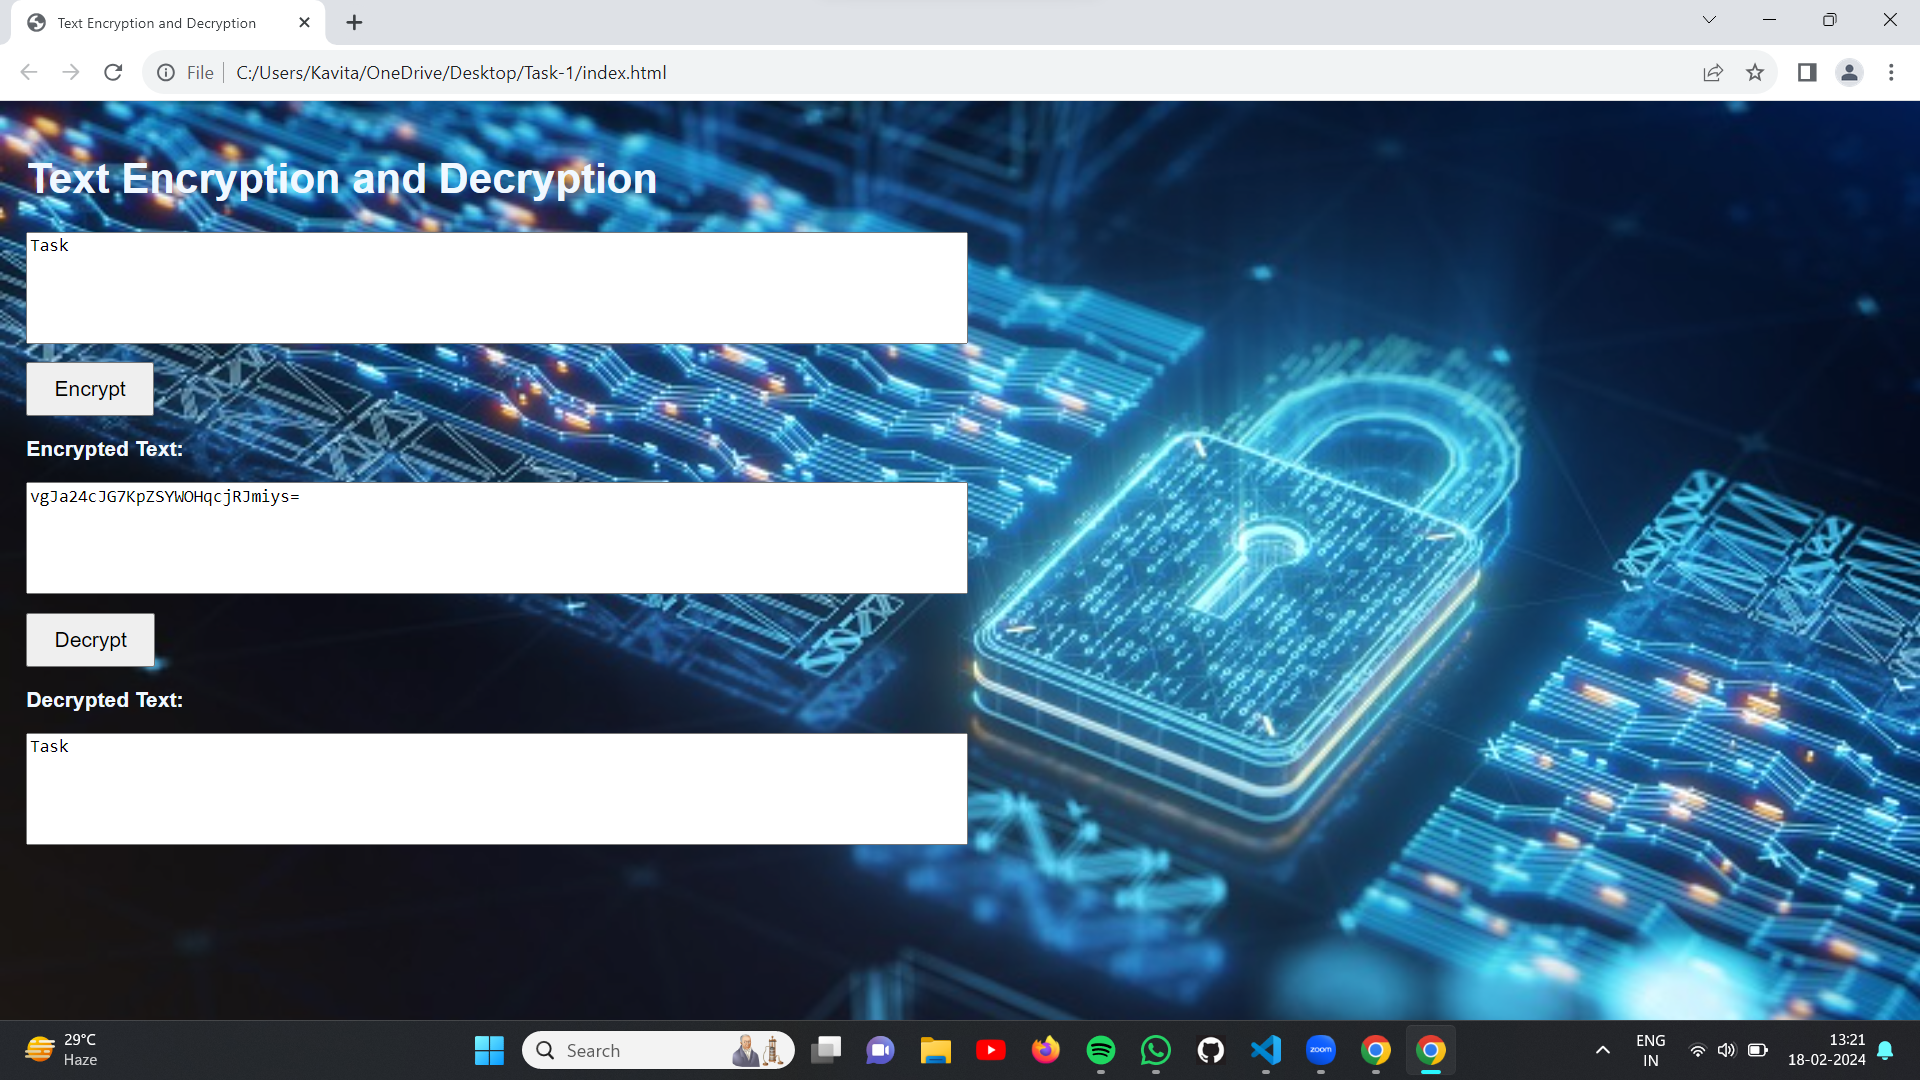 Text Encryption and Decryption
File
C:/Users/Kavita/OneDrive/Desktop/Task-1/index.html
Text Encryption and Decryption
Task
Encrypt
Encrypted Text:
vgJa24cJG7KpZSYWOHqcjRJmiys=
Decrypt
Decrypted Text:
Task
29°C
Haze
Search
zoom
ENG
IN
13:21
18-02-2024